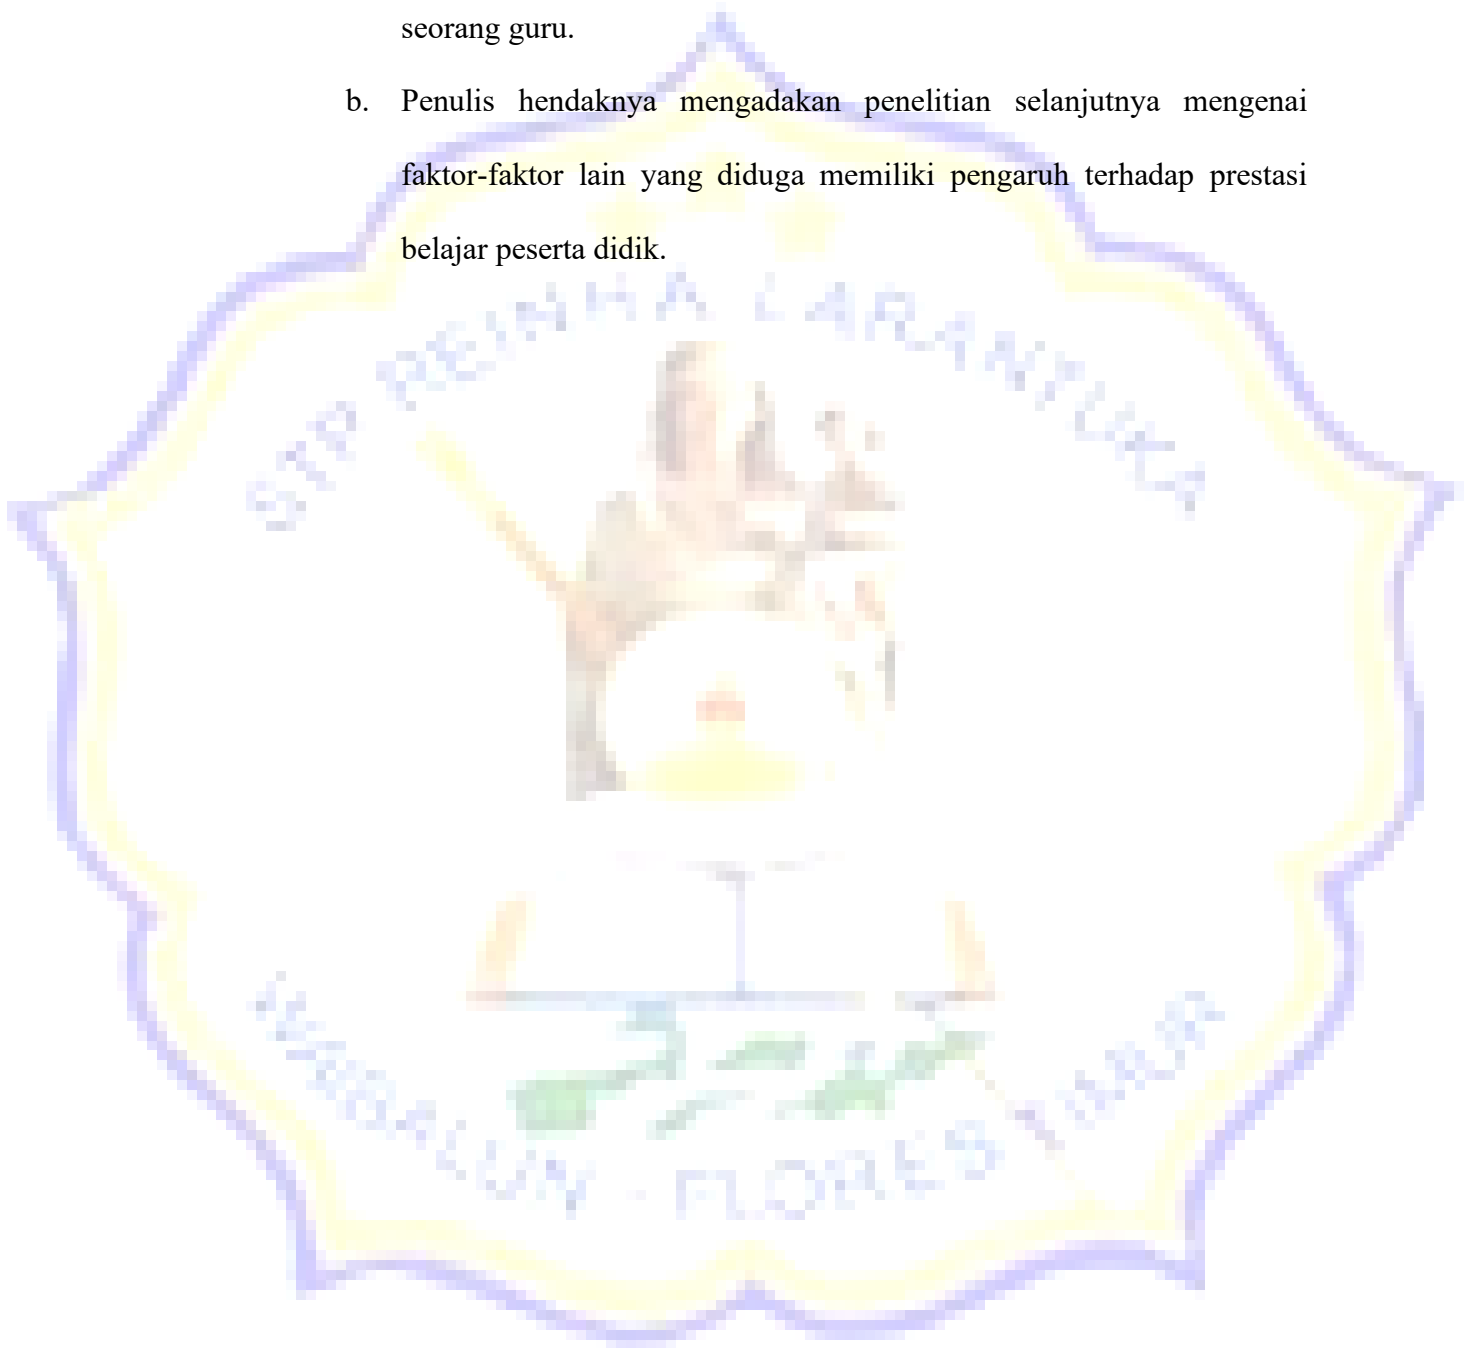 seorang guru.
b. Penulis hendaknya mengadakan penelitian selanjutnya mengenai
faktor-faktor lain yang diduga memiliki pengaruh terhadap prestasi
belajar peserta didik.
STP REINHA LARANTUKA
WAIBALUN - FLORES TIMUR